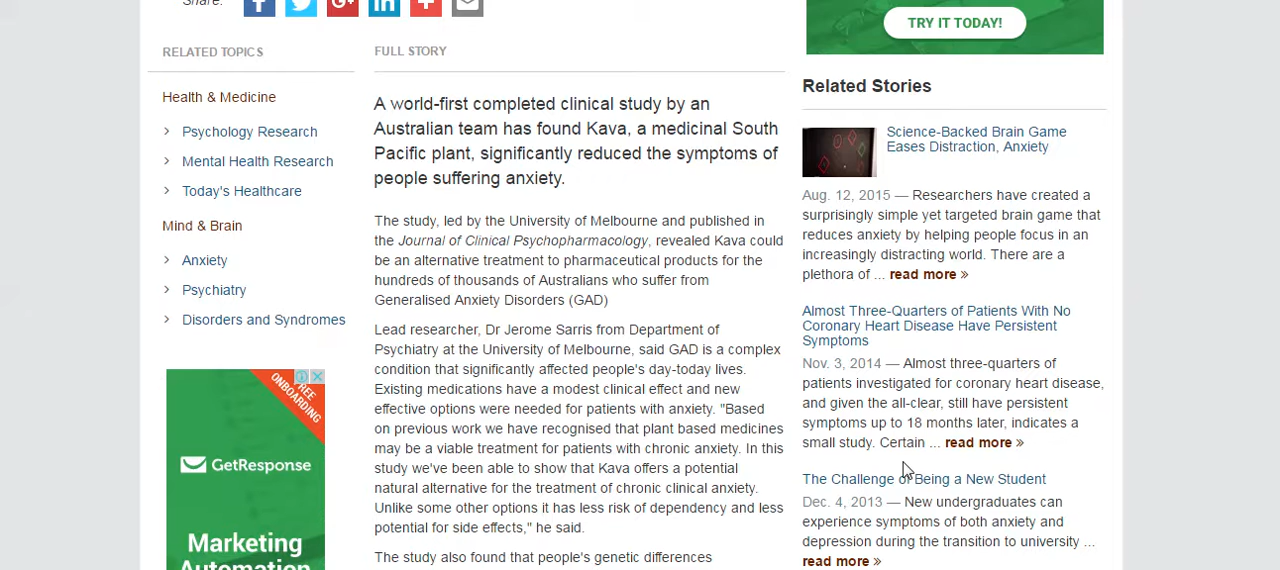 Share:
RELATED TOPICS
Health & Medicine
Psychology Research
Mental Health Research
Today's Healthcare
Mind & Brain
Anxiety
Psychiatry
Disorders and Syndromes
FREE
ONBOARDING
GetResponse
Marketing
Automation
FULL STORY
A world-first completed clinical study by an
Australian team has found Kava, a medicinal South
Pacific plant, significantly reduced the symptoms of
people suffering anxiety.
The study, led by the University of Melbourne and published in
the Journal of Clinical Psychopharmacology, revealed Kava could
be an alternative treatment to pharmaceutical products for the
hundreds of thousands of Australians who suffer from
Generalised Anxiety Disorders (GAD)
Lead researcher, Dr Jerome Sarris from Department of
Psychiatry at the University of Melbourne, said GAD is a complex
condition that significantly affected people's day-today lives.
Existing medications have a modest clinical effect and new
effective options were needed for patients with anxiety. "Based
on previous work we have recognised that plant based medicines
may be a viable treatment for patients with chronic anxiety. In this
study we've been able to show that Kava offers a potential
natural alternative for the treatment of chronic clinical anxiety.
Unlike some other options it has less risk of dependency and less
potential for side effects," he said.
The study also found that people's genetic differences
TRY IT TODAY!
Related Stories
Science-Backed Brain Game
Eases Distraction, Anxiety
Aug. 12, 2015 — Researchers have created a
surprisingly simple yet targeted brain game that
reduces anxiety by helping people focus in an
increasingly distracting world. There are a
plethora of ... read more »
Almost Three-Quarters of Patients With No
Coronary Heart Disease Have Persistent
Symptoms
Nov. 3, 2014 — Almost three-quarters of
patients investigated for coronary heart disease,
and given the all-clear, still have persistent
symptoms up to 18 months later, indicates a
small study. Certain ... read more »
The Challenge of Being a New Student
Dec. 4, 2013 — New undergraduates can
experience symptoms of both anxiety and
depression during the transition to university ...
read more »